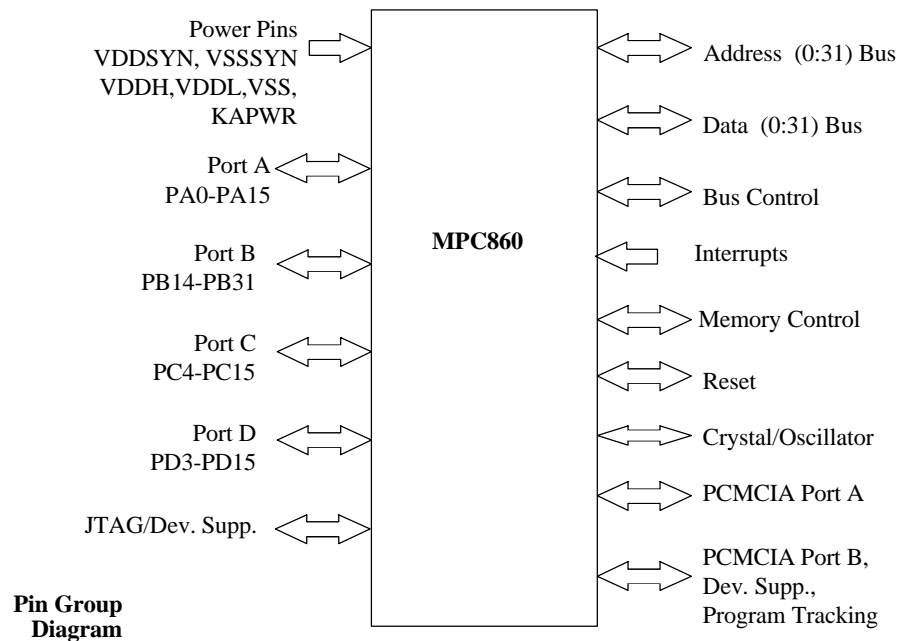 Power Pins
VDDSYN, VSSSYN
VDDH,VDDL,VSS,
KAPWR
Port A
PA0-PA15
Port B
PB14-PB31
Port C
PC4-PC15
Port D
PD3-PD15
JTAG/Dev. Supp.
MPC860
Address (0:31) Bus
Data (0:31) Bus
Bus Control
Interrupts
Memory Control
Reset
Crystal/Oscillator
PCMCIA Port A
PCMCIA Port B,
Dev. Supp.,
Program Tracking
Pin Group
Diagram